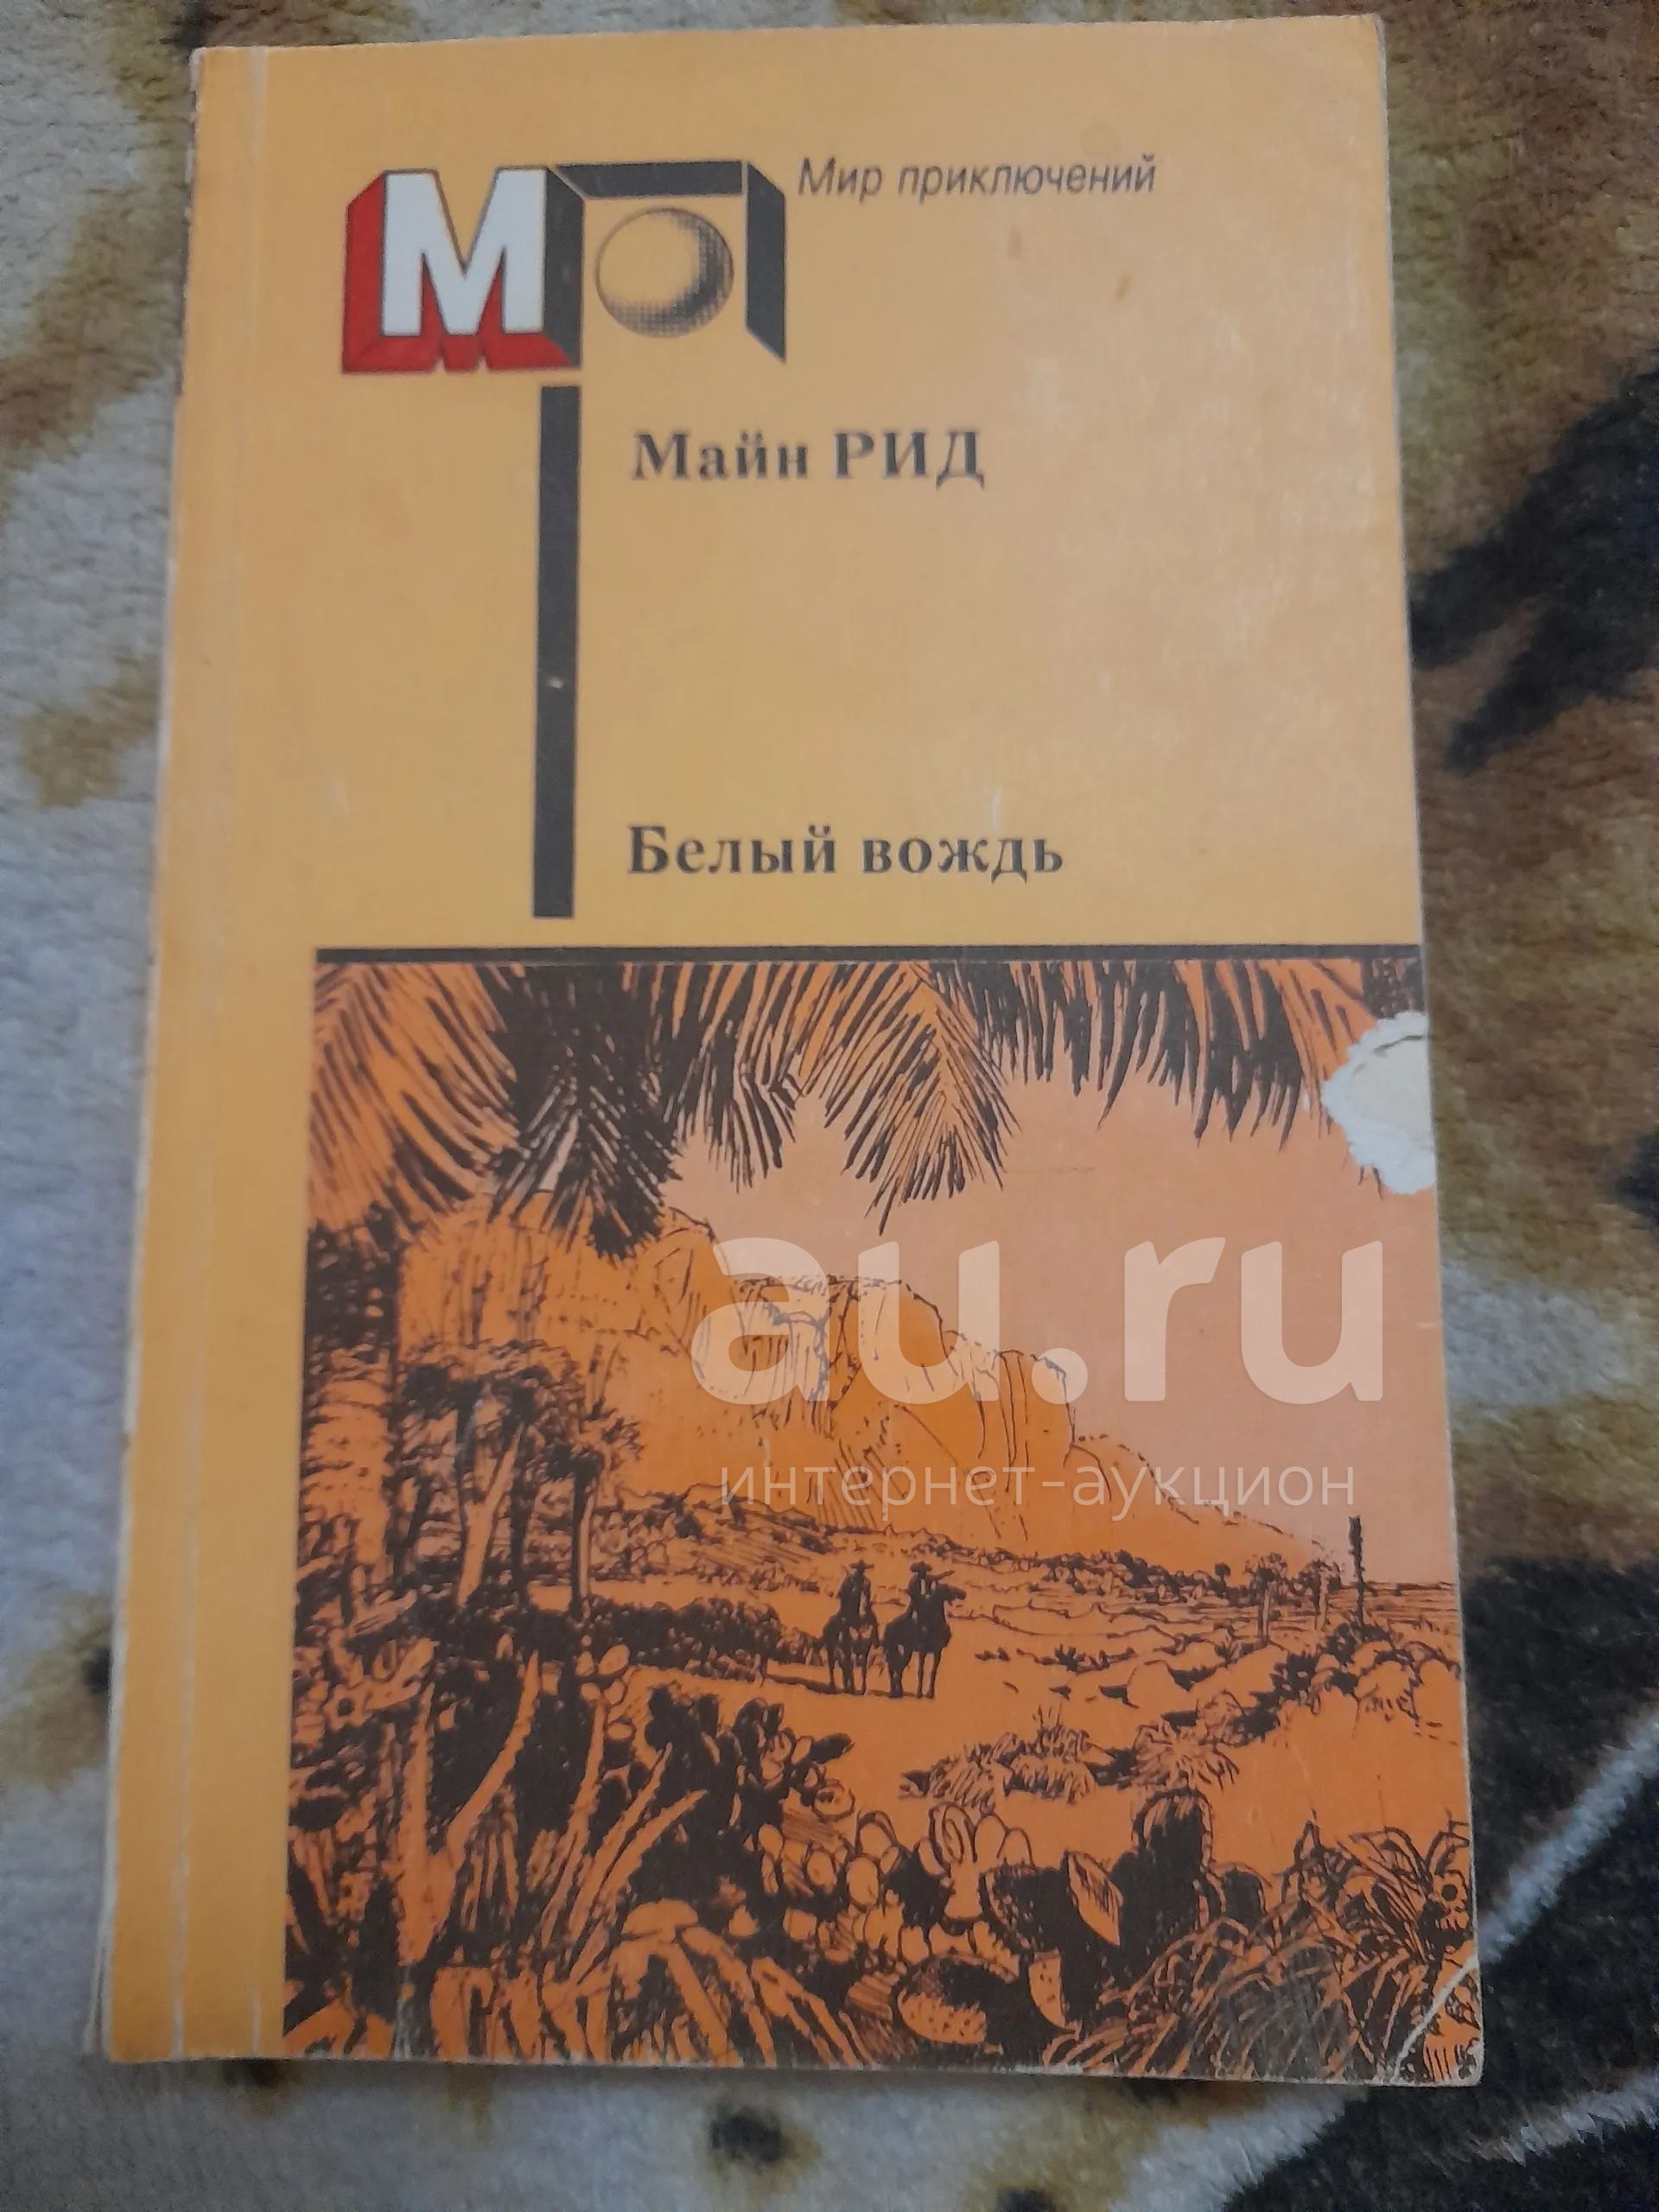 М
Мир приключений
Майн РИД
Белый вождь
au.ru
интернет-аукцион